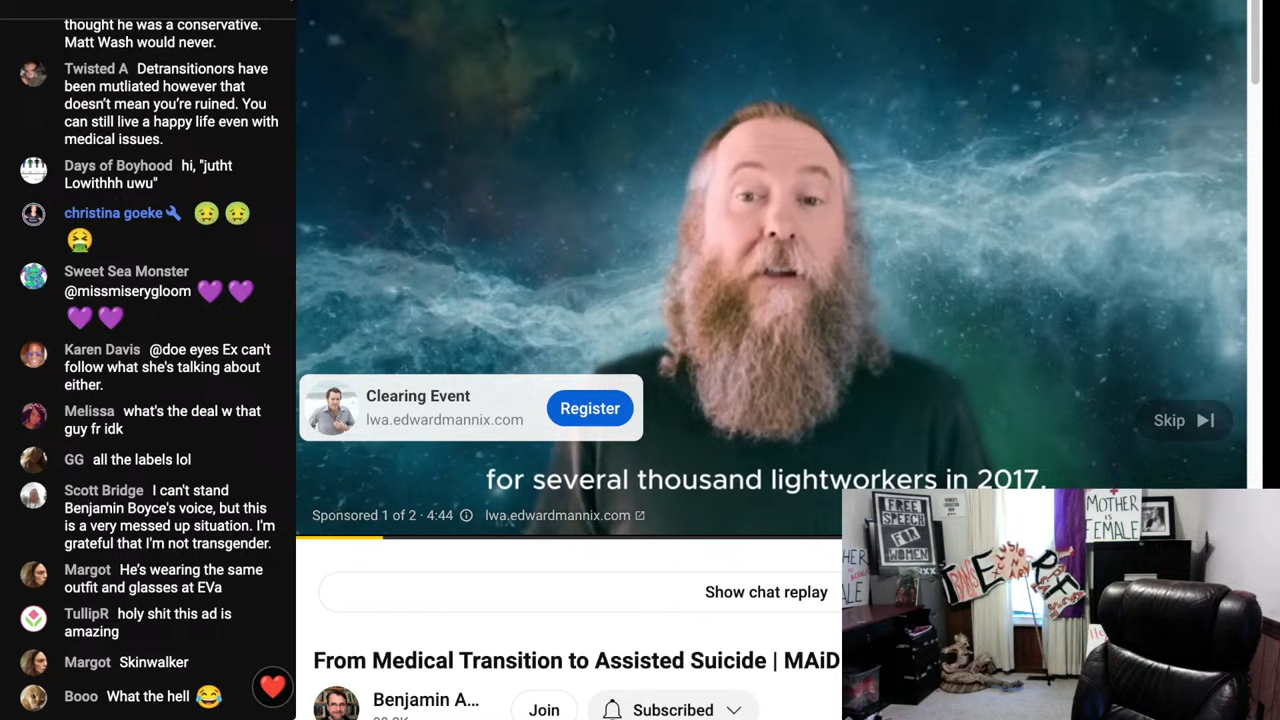 thought he was a conservative.
Matt Wash would never.
Twisted A Detransitionors have
been mutliated however that
doesn't mean you're ruined. You
can still live a happy life even with
medical issues.
Days of Boyhood hi, "jutht
Lowithhh uwu"
christina goeke
Sweet Sea Monster
@missmiserygloom
Karen Davis @doe eyes Ex can't
follow what she's talking about
either.
Melissa what's the deal w that
guy fr idk
GG all the labels lol
Scott Bridge I can't stand
Benjamin Boyce's voice, but this
is a very messed up situation. I'm
grateful that I'm not transgender.
Margot He's wearing the same
outfit and glasses at EVa
TullipR holy shit this ad is
amazing
Margot Skinwalker
Booo What the hell
Clearing Event
lwa.edwardmannix.com
Register
Skip
for several thousand lightworkers in 2017.
Sponsored 1 of 2 · 4:44 lwa.edwardmannix.com
Show chat replay
From Medical Transition to Assisted Suicide | MAiD
Benjamin A...
Join
Subscribed
FREE
SPEECH
FOR
WOMEN
MOTHER
IS
FEMALE
TERF